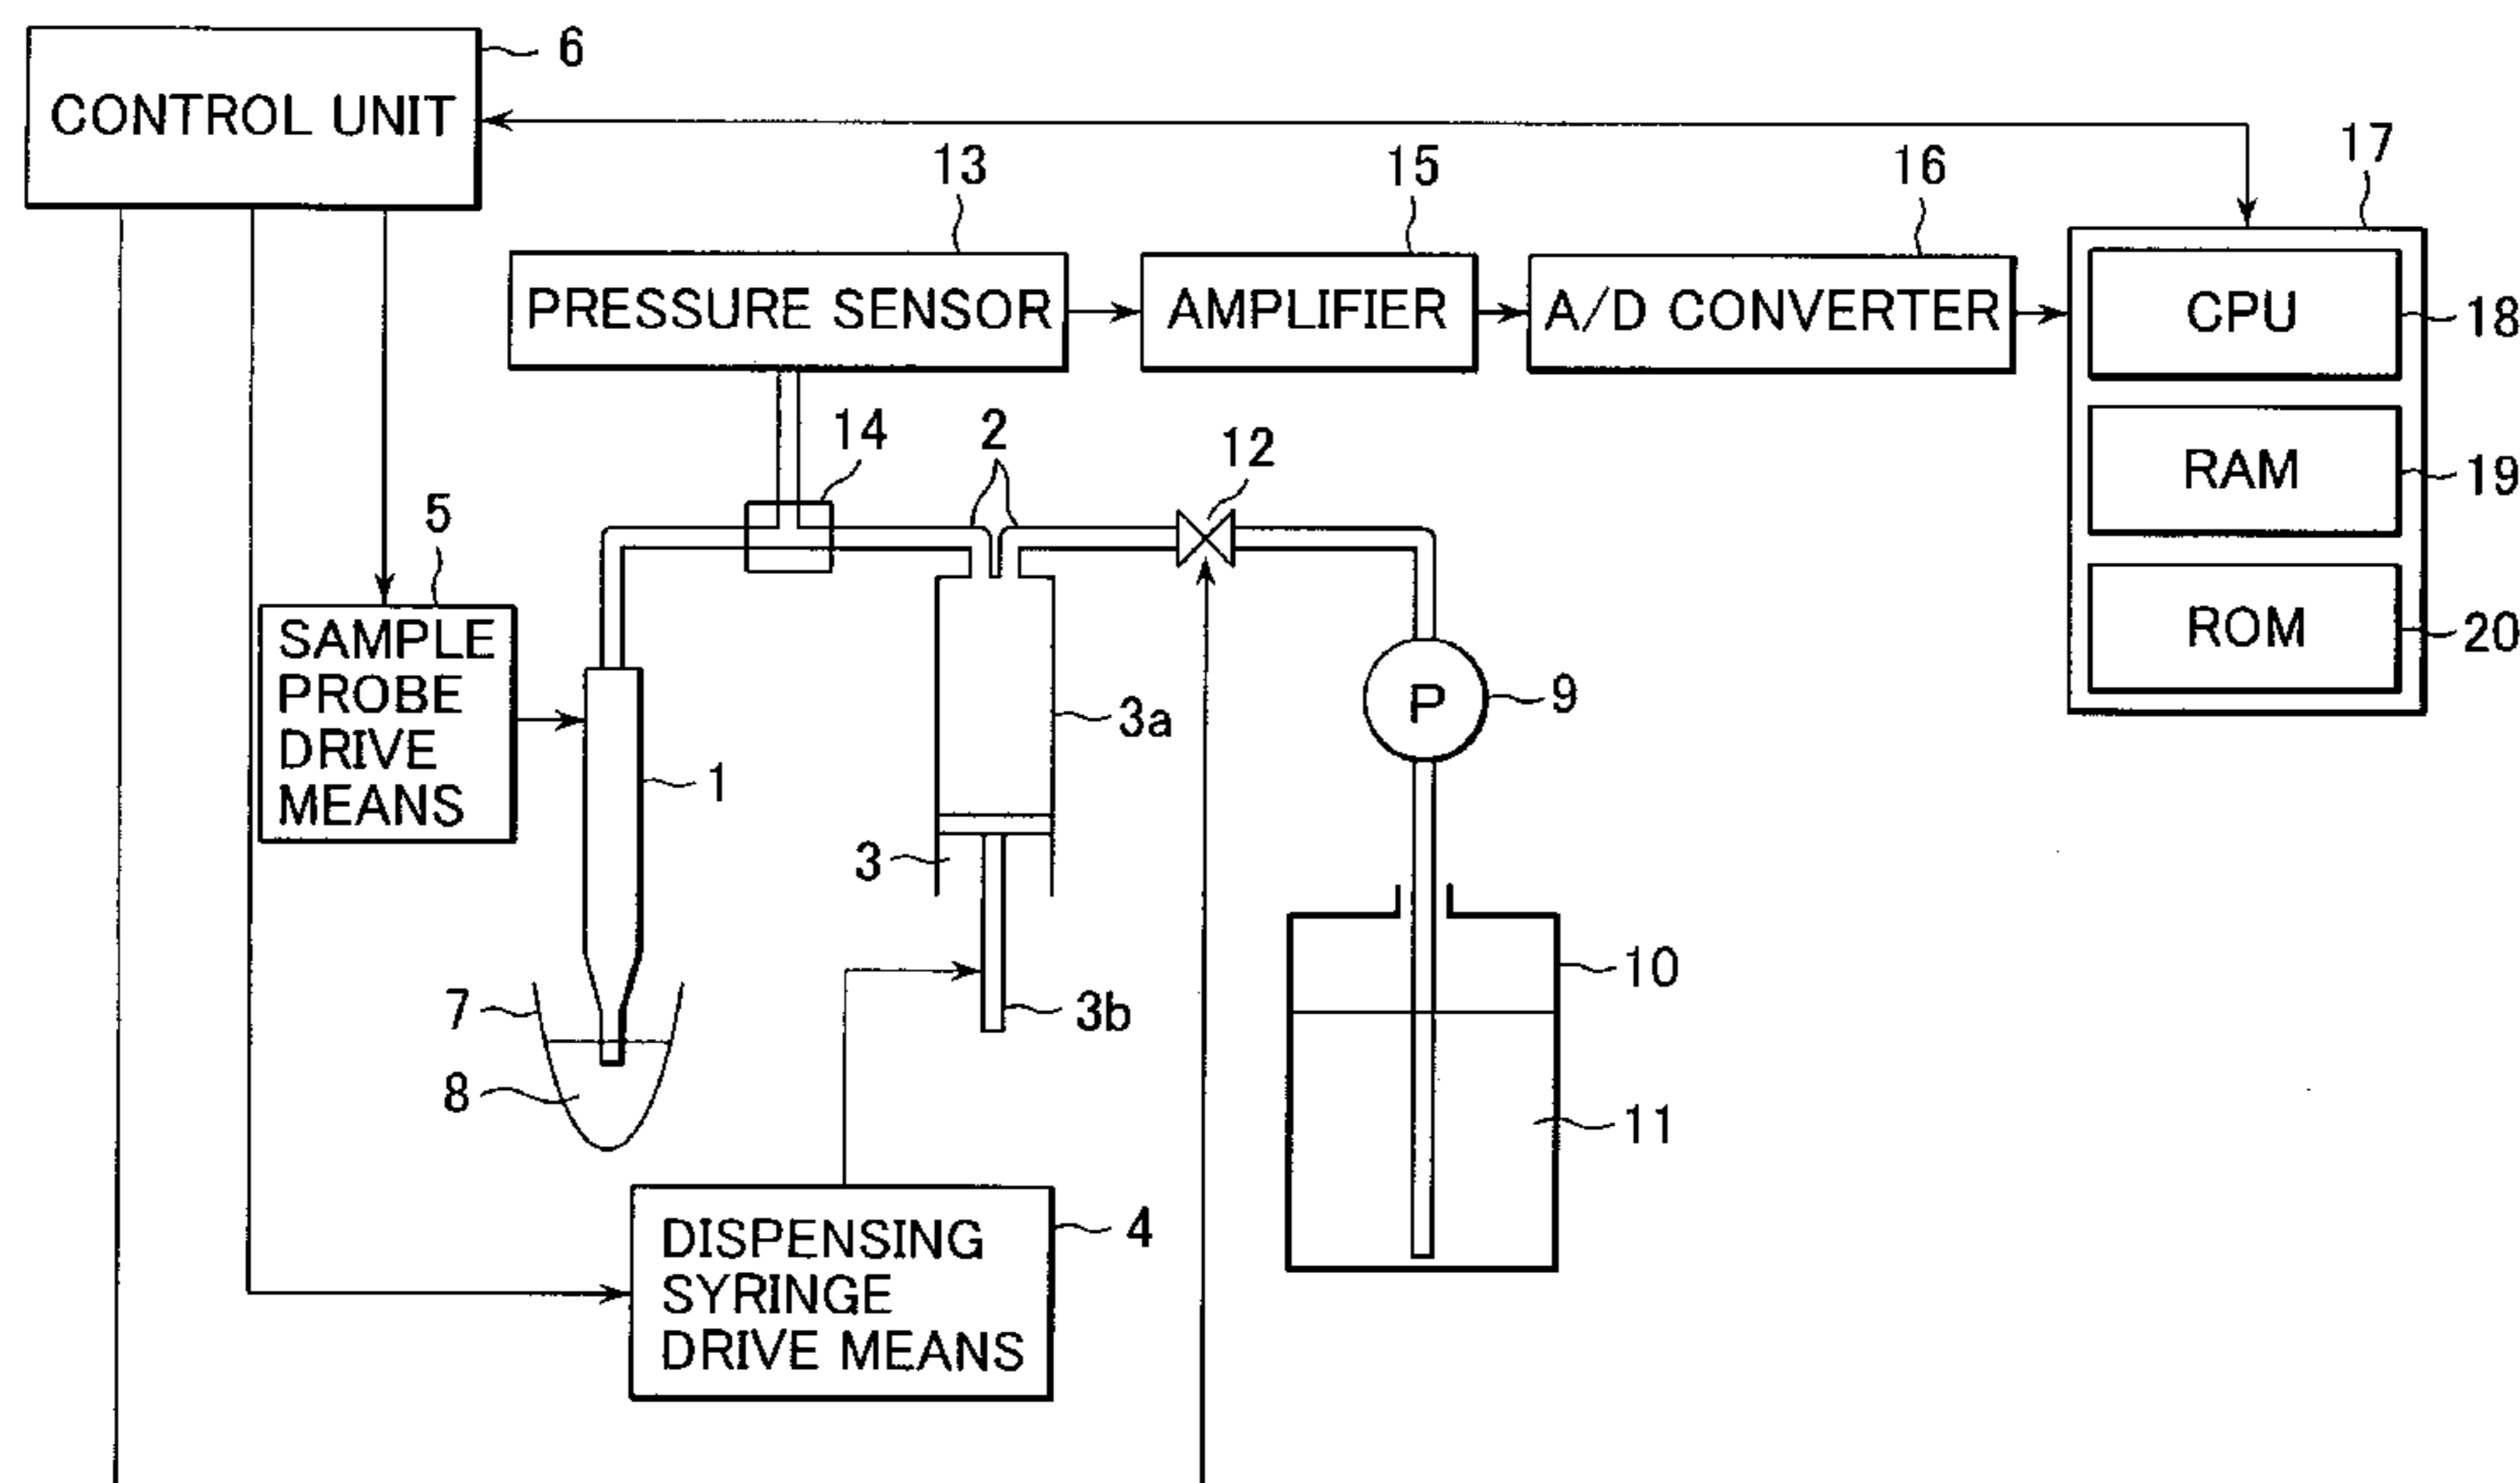 6
CONTROL UNIT
13
15
16
17
PRESSURE SENSOR
AMPLIFIER
A/D CONVERTER
CPU
18
14
2
12
RAM
19
5
SAMPLE
PROBE
DRIVE
MEANS
ROM
20
P
9
3a
1
3
10
7
3b
8
11
DISPENSING
SYRINGE
DRIVE MEANS
4